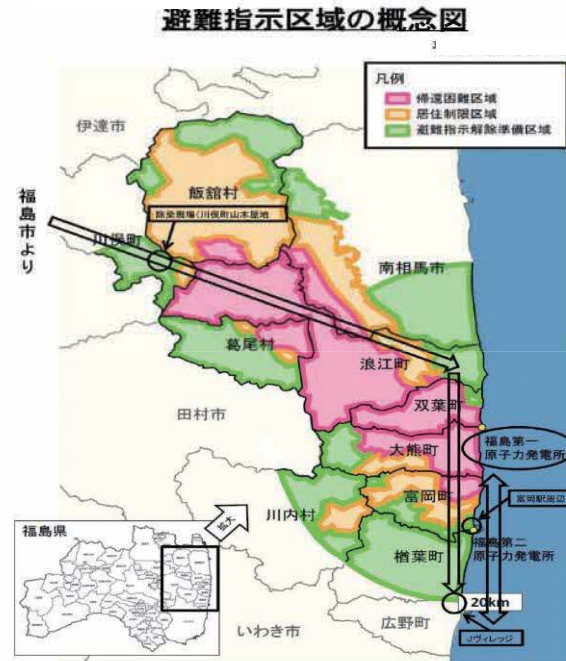 避難指示区域の概念図
凡例
帰還困難区域
居住制限区域
避難指示解除準備区域
伊達市
飯舘村
福島市より
川俣町
除染現場(川俣町山木屋地
南相馬市
葛尾村
浪江町
田村市
双葉町
大熊町
福島第一
原子力発電所
富岡町
富岡駅周辺
川内村
拡大
福島県
福島第二
原子力発電所
楢葉町
20km
広野町
いわき市
Jヴィレッジ